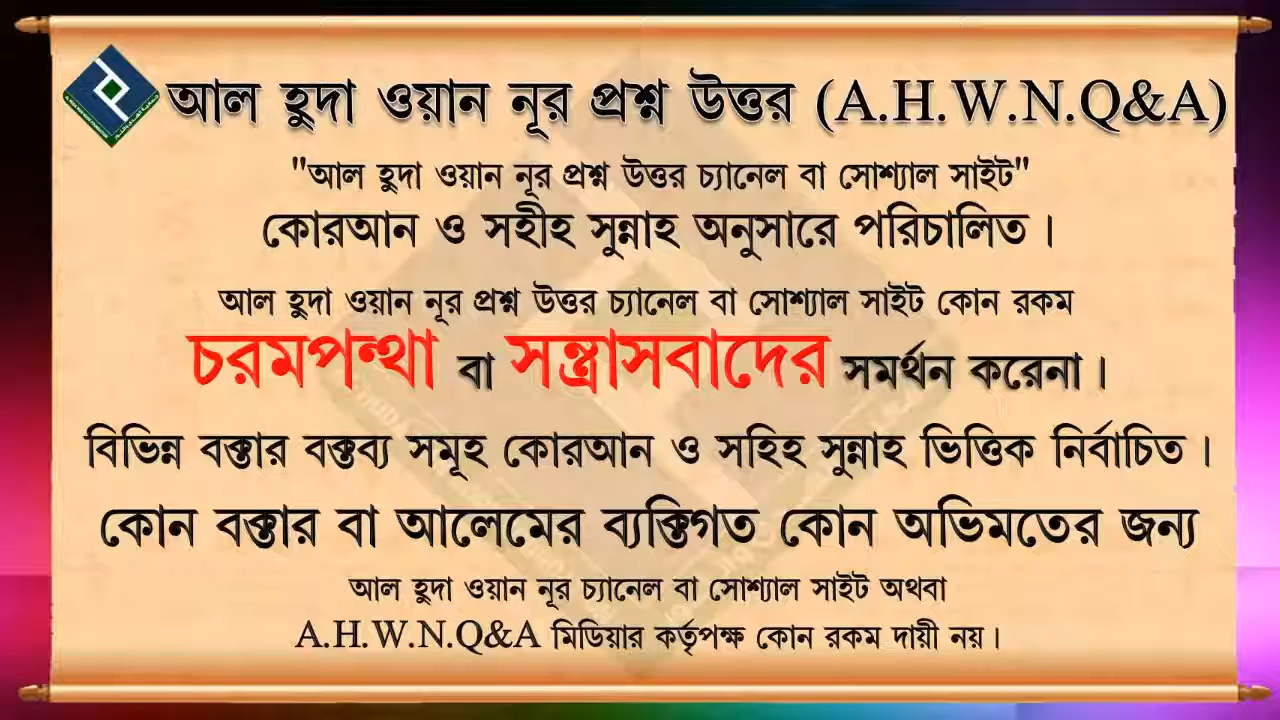 আল হুদা ওয়ান নূর প্রশ্ন উত্তর (A.H.W.N.Q&A)
"আল হুদা ওয়ান নূর প্রশ্ন উত্তর চ্যানেল বা সোশ্যাল সাইট"
কোরআন ও সহীহ সুন্নাহ অনুসারে পরিচালিত।
আল হুদা ওয়ান নূর প্রশ্ন উত্তর চ্যানেল বা সোশ্যাল সাইট কোন রকম
চরমপন্থা বা সন্ত্রাসবাদের সমর্থন করেনা।
বিভিন্ন বক্তার বক্তব্য সমূহ কোরআন ও সহিহ সুন্নাহ ভিত্তিক নির্বাচিত।
কোন বক্তার বা আলেমের ব্যক্তিগত কোন অভিমতের জন্য
আল হুদা ওয়ান নূর চ্যানেল বা সোশ্যাল সাইট অথবা
A.H.W.N.Q&A মিডিয়ার কর্তৃপক্ষ কোন রকম দায়ী নয়।